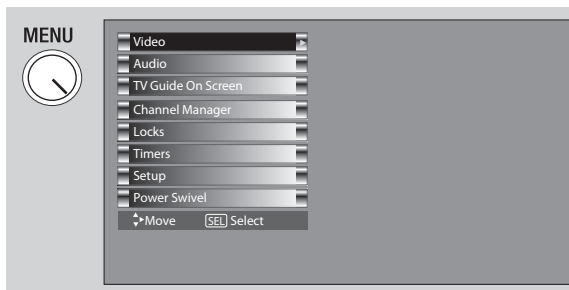 MENU
Video
Audio
TV Guide On Screen
Channel Manager
Locks
Timers
Setup
Power Swivel
Move SEL Select